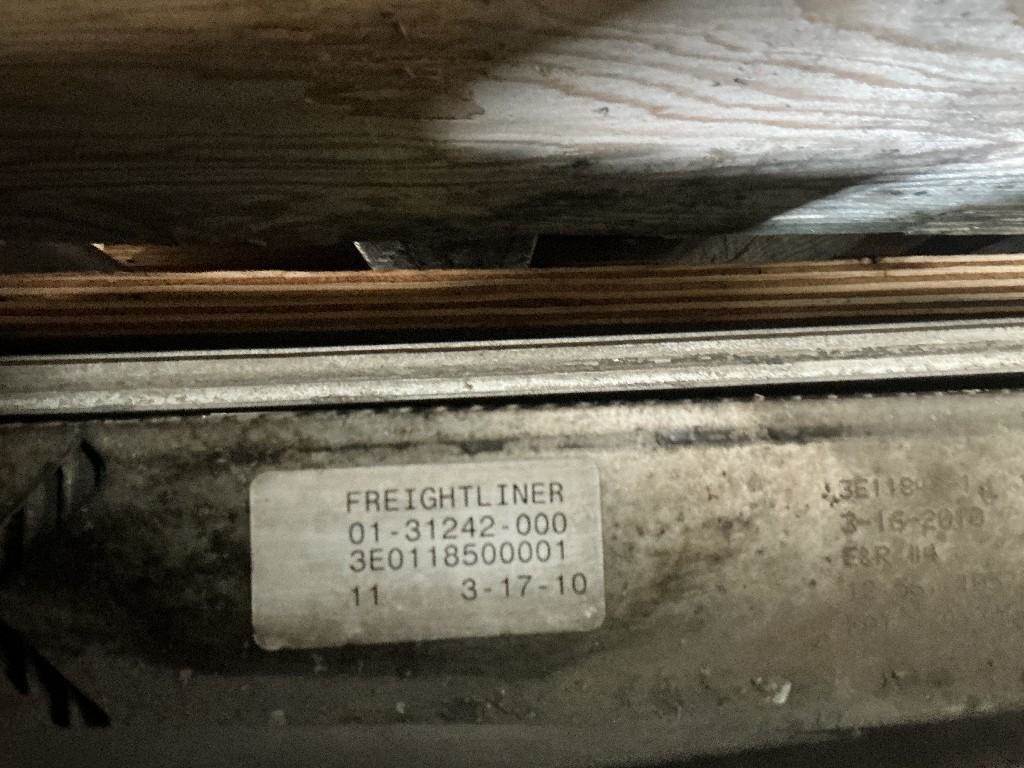 FREIGHTLINER
01-31242-000
3E0118500001
11 3-17-10
3-16-2010
E&R